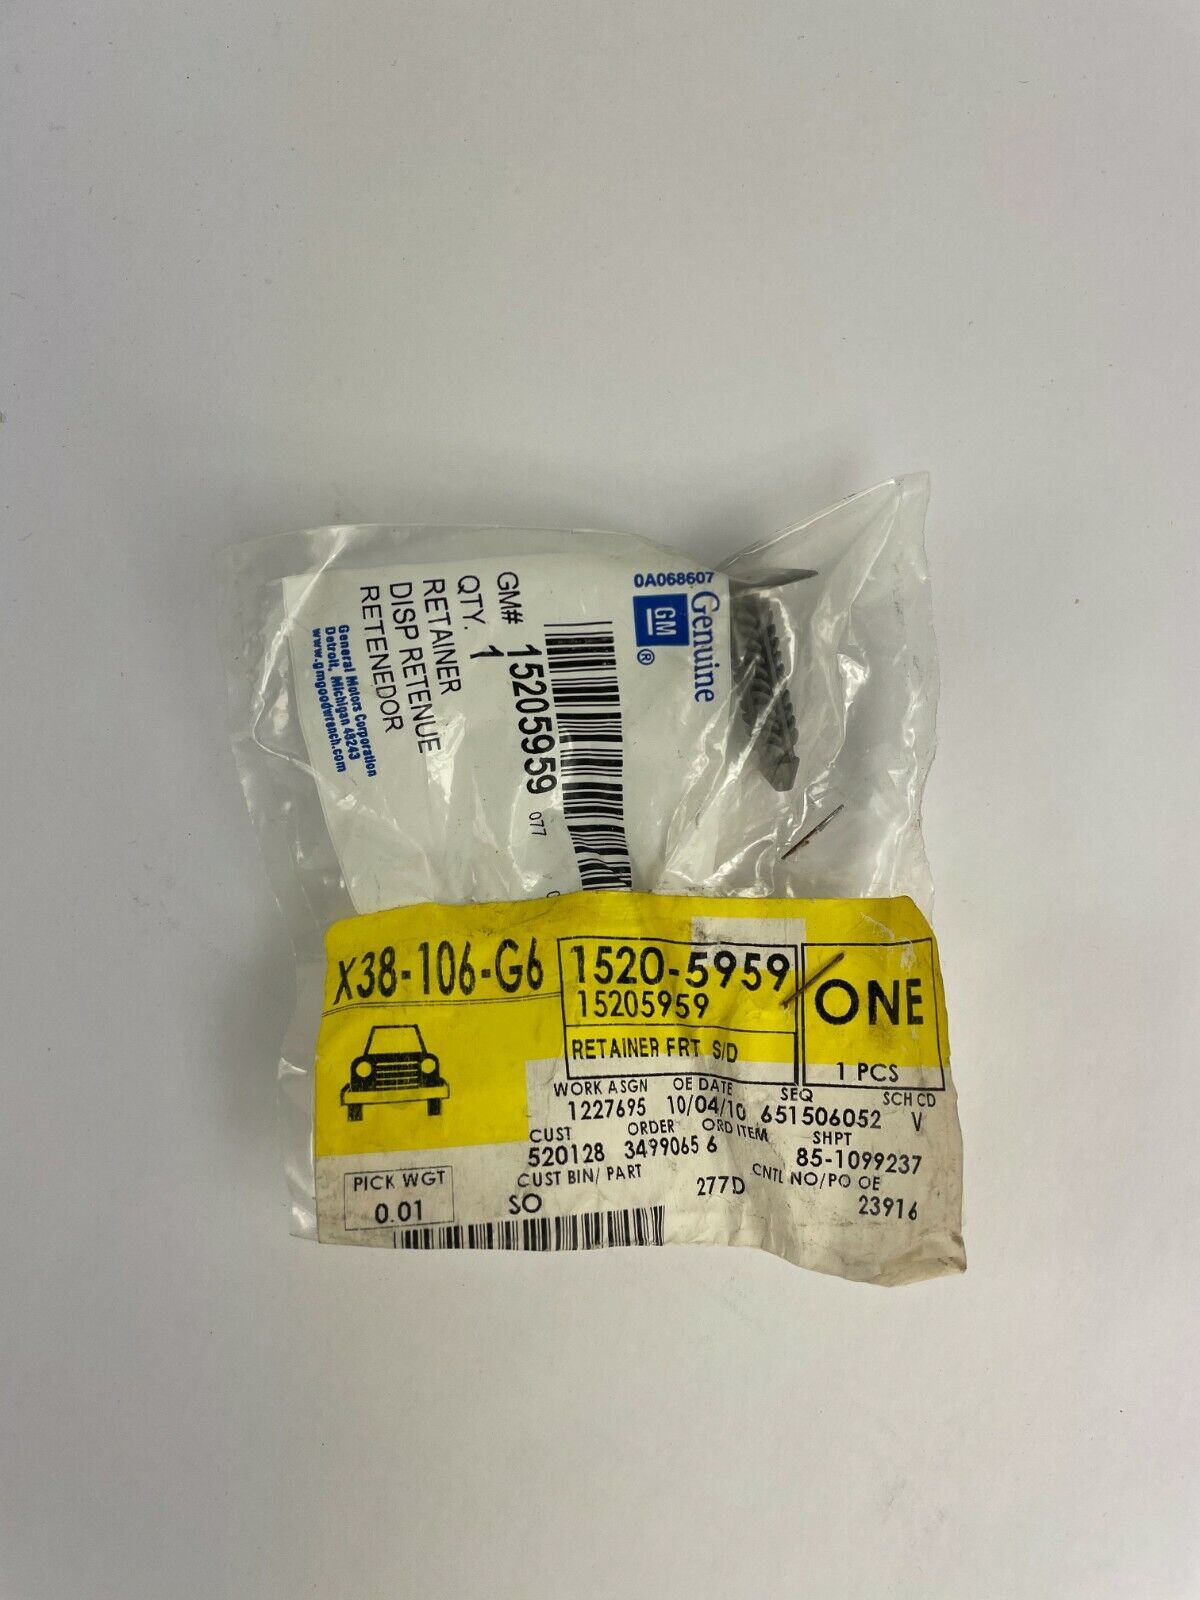 0A068607
Genuine
GM
®
GM# 15205959 077
QTY. 1
RETAINER
DISP RETENUE
RETENEDOR
General Motors Corporation
Detroit, Michigan 48243
www.gmgoodwrench.com
X38-106-G6
1520-5959
15205959
RETAINER FRT S/D
ONE
1 PCS
WORK ASGN OE DATE SEQ SCH CD
1227695 10/04/10 651506052 V
CUST ORDER ORD ITEM SHPT
520128 3499065 6 85-1099237
CUST BIN/ PART CNTL NO/PO OE
SO 277D 23916
PICK WGT
0.01